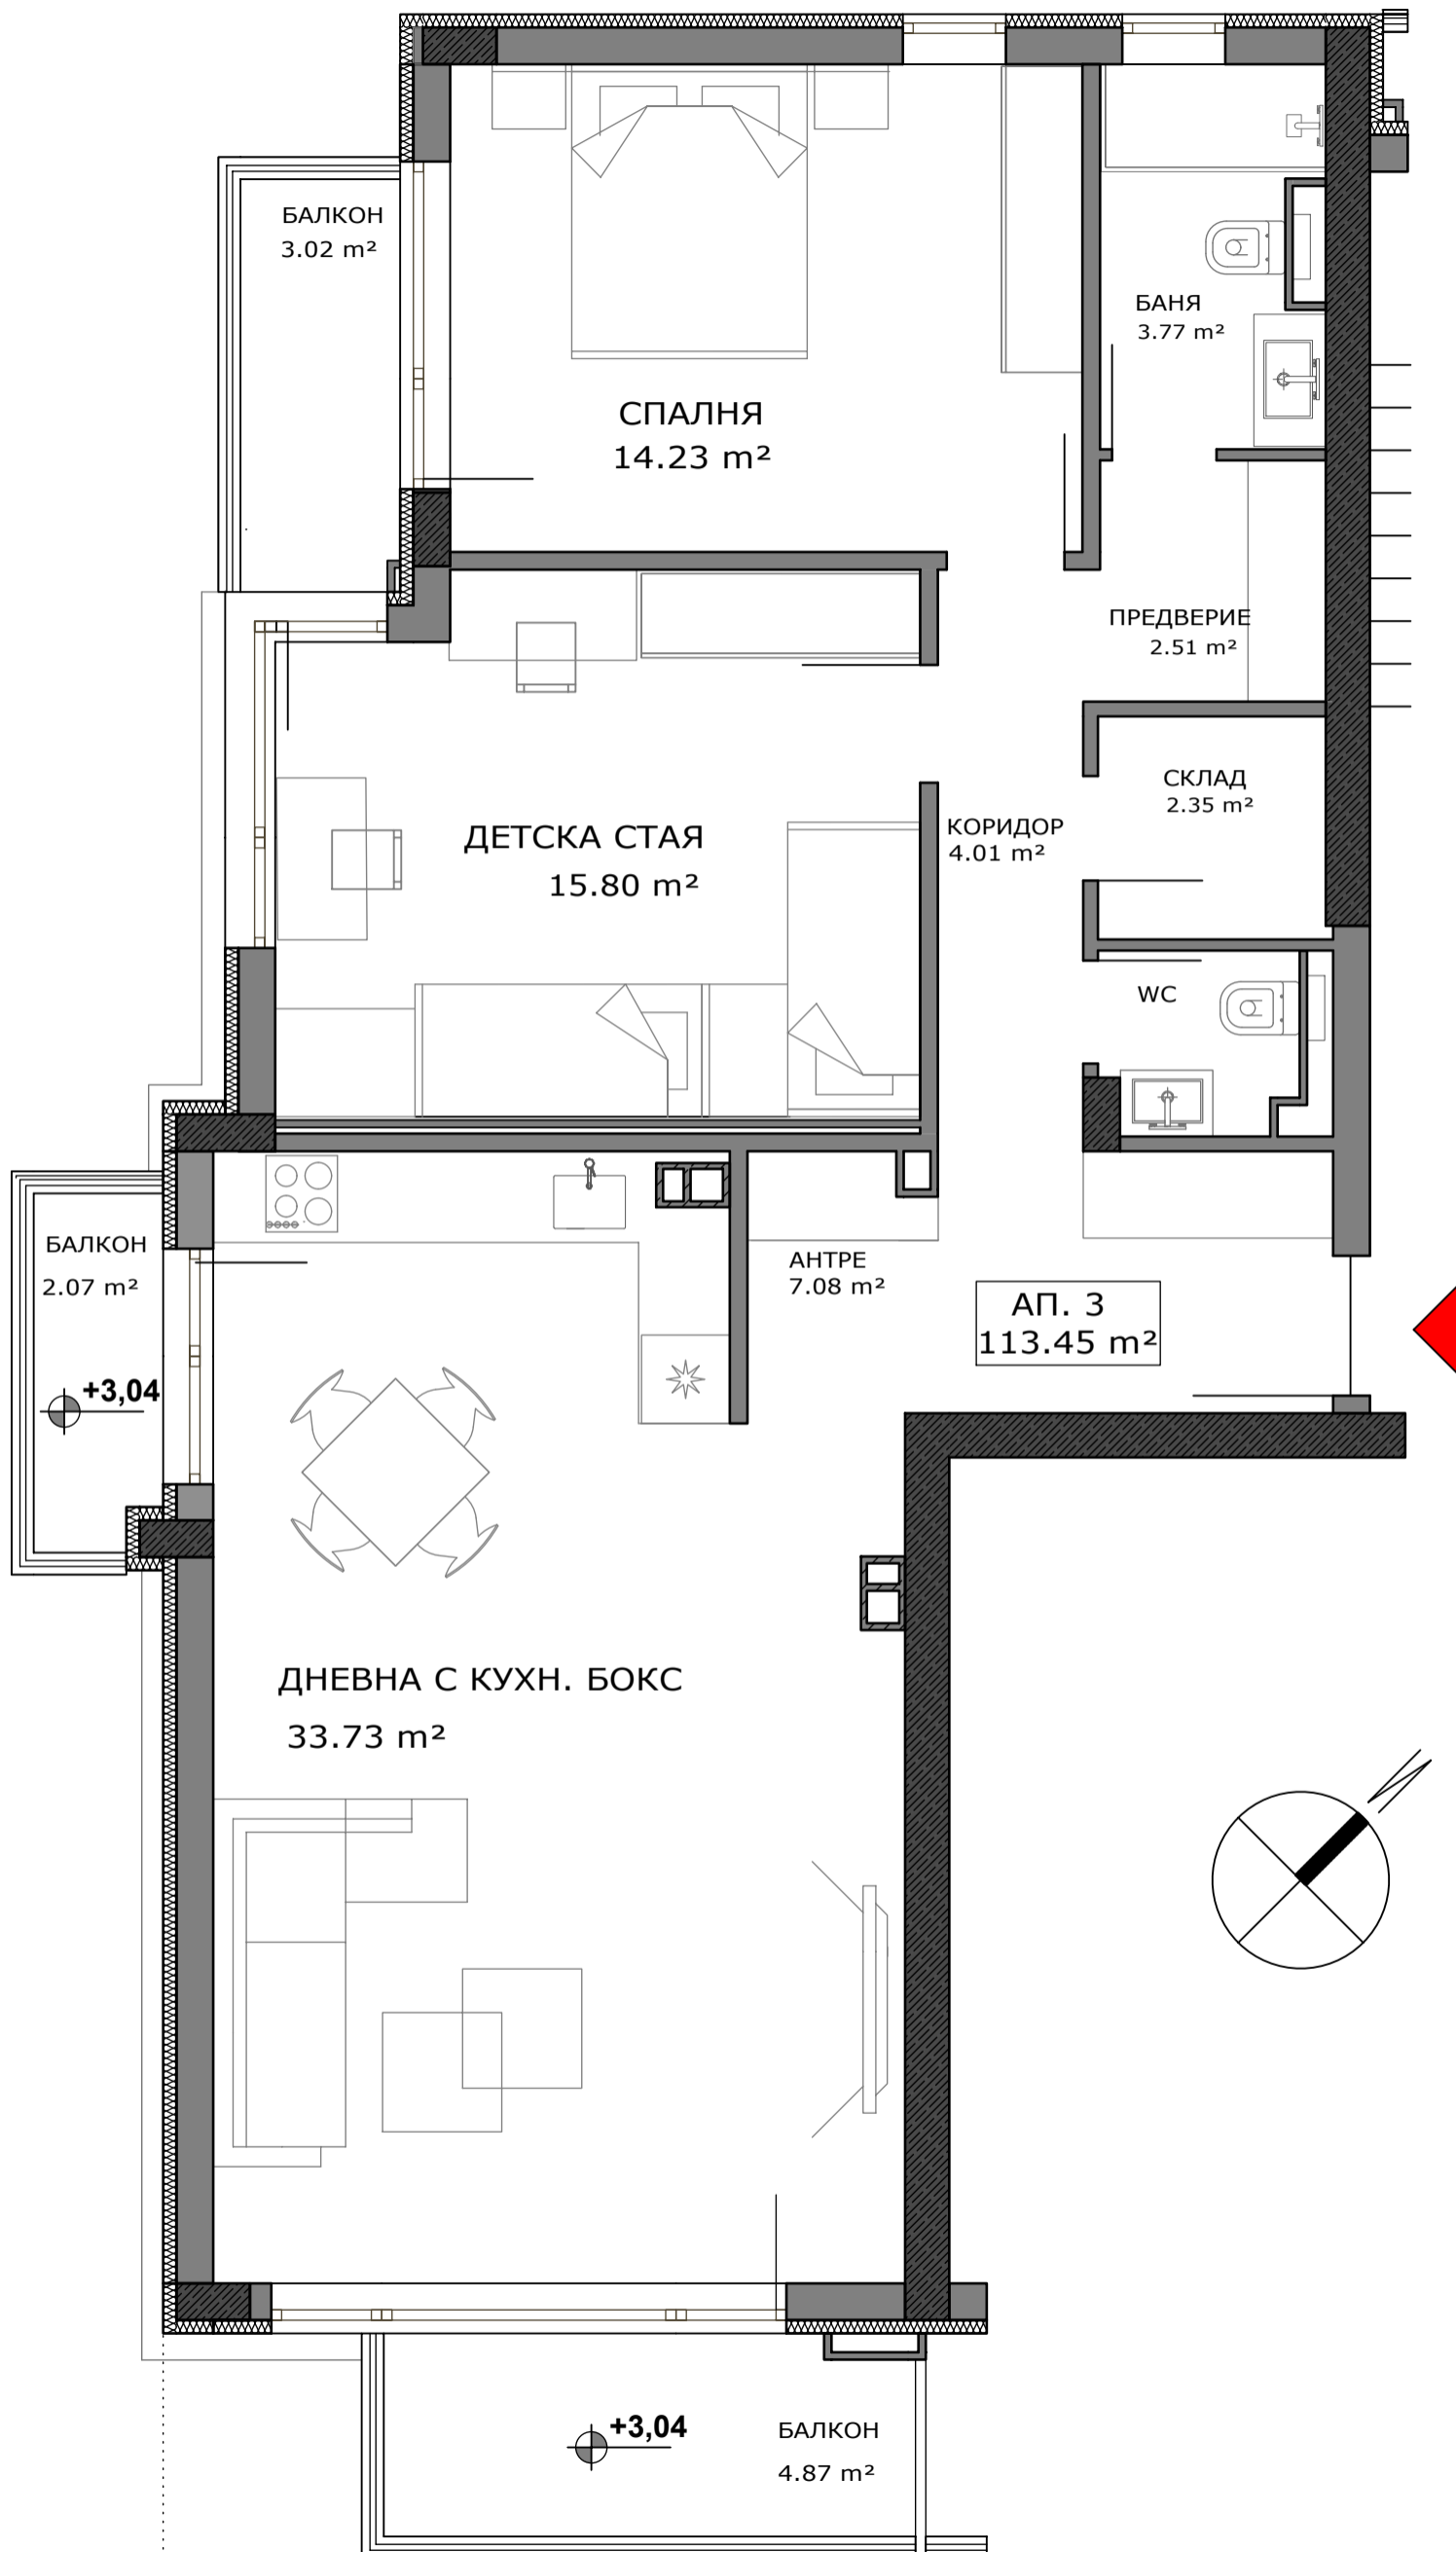 БАЛКОН
3.02 m²
БАНЯ
3.77 m²
СПАЛНЯ
14.23 m²
ПРЕДВЕРИЕ
2.51 m²
СКЛАД
2.35 m²
КОРИДОР
4.01 m²
ДЕТСКА СТАЯ
15.80 m²
WC
БАЛКОН
2.07 m²
+3,04
АНТРЕ
7.08 m²
АП. 3
113.45 m²
ДНЕВНА С КУХН. БОКС
33.73 m²
N
+3,04
БАЛКОН
4.87 m²